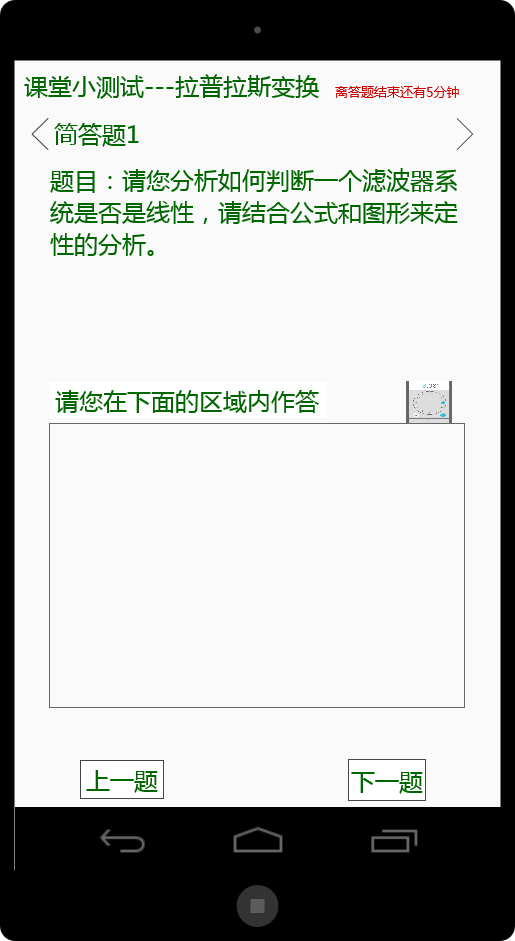 课堂小测试---拉普拉斯变换
离答题结束还有5分钟
简答题1
题目：请您分析如何判断一个滤波器系
统是否是线性，请结合公式和图形来定
性的分析。
请您在下面的区域内作答
上一题
下一题